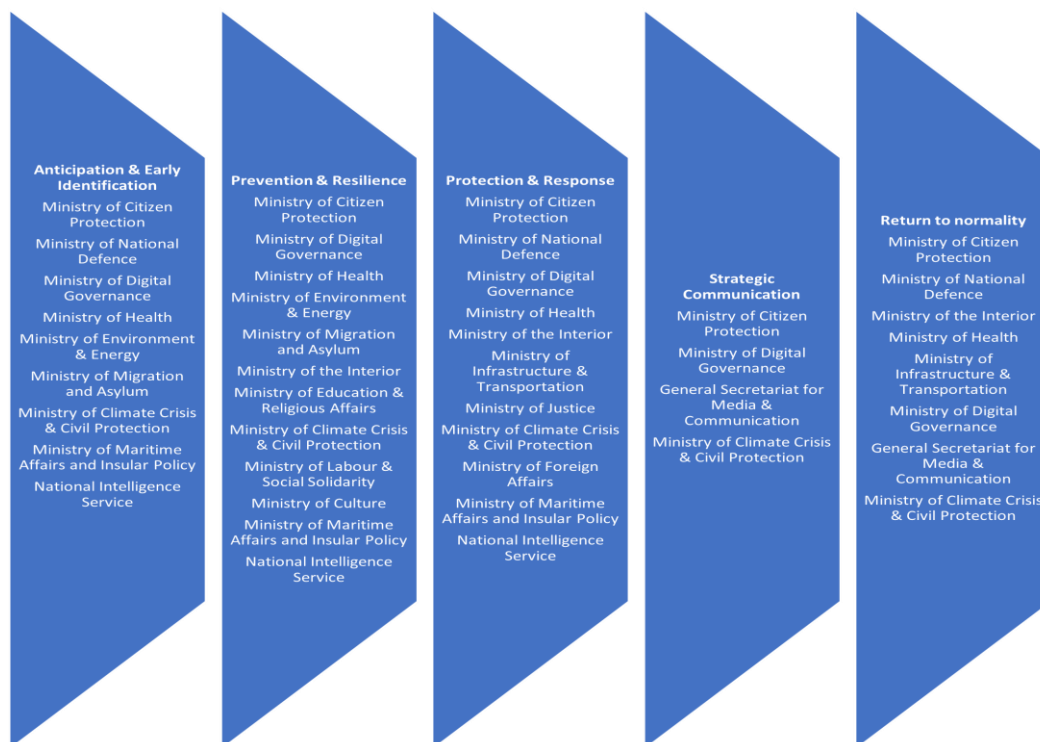 Anticipation & Early
Identification
Ministry of Citizen
Protection
Ministry of National
Defence
Ministry of Digital
Governance
Ministry of Health
Ministry of Environment
& Energy
Ministry of Migration
and Asylum
Ministry of Climate Crisis
& Civil Protection
Ministry of Maritime
Affairs and Insular Policy
National Intelligence
Service
Prevention & Resilience
Ministry of Citizen
Protection
Ministry of Digital
Governance
Ministry of Health
Ministry of Environment
& Energy
Ministry of Migration
and Asylum
Ministry of the Interior
Ministry of Education &
Religious Affairs
Ministry of Climate Crisis
& Civil Protection
Ministry of Labour &
Social Solidarity
Ministry of Culture
Ministry of Maritime
Affairs and Insular Policy
National Intelligence
Service
Protection & Response
Ministry of Citizen
Protection
Ministry of National
Defence
Ministry of Digital
Governance
Ministry of Health
Ministry of the Interior
Ministry of
Infrastructure &
Transportation
Ministry of Justice
Ministry of Climate Crisis
& Civil Protection
Ministry of Foreign
Affairs
Ministry of Maritime
Affairs and Insular Policy
National Intelligence
Service
Strategic
Communication
Ministry of Citizen
Protection
Ministry of Digital
Governance
General Secretariat for
Media &
Communication
Ministry of Climate Crisis
& Civil Protection
Return to normality
Ministry of Citizen
Protection
Ministry of National
Defence
Ministry of the Interior
Ministry of Health
Ministry of
Infrastructure &
Transportation
Ministry of Digital
Governance
General Secretariat for
Media &
Communication
Ministry of Climate Crisis
& Civil Protection